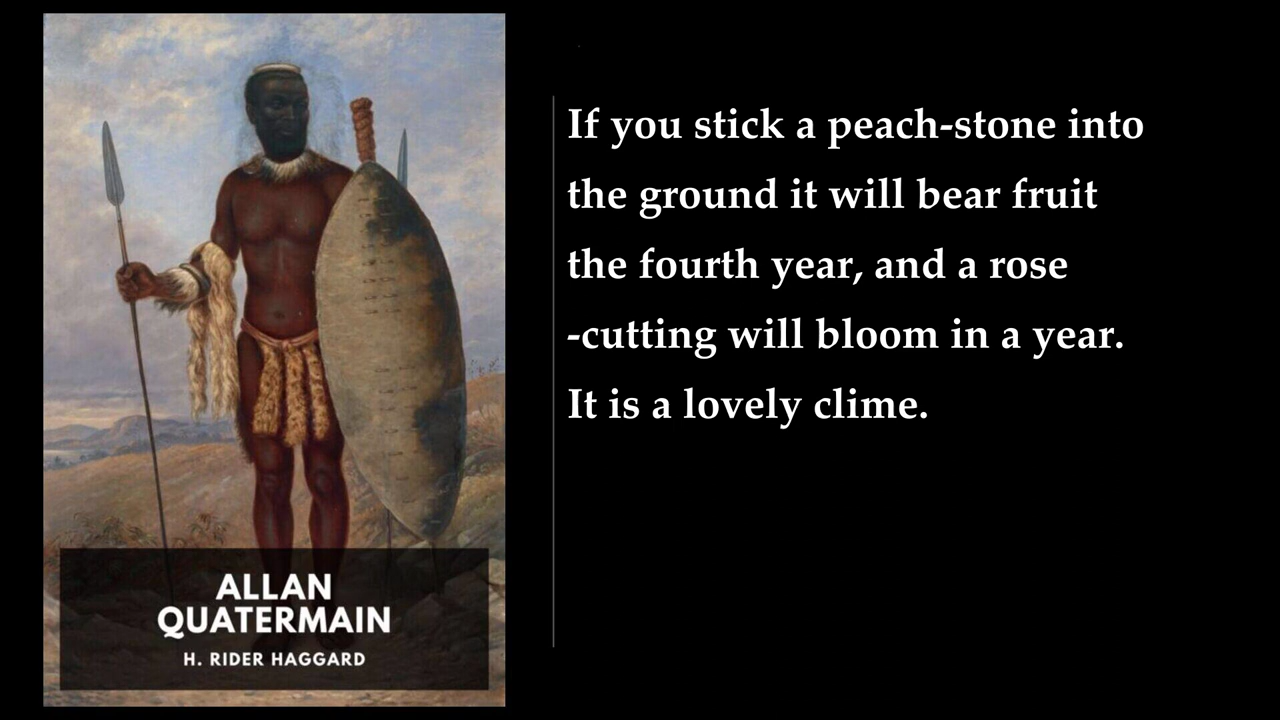 ALLAN
QUATERMAIN
H. RIDER HAGGARD
If you stick a peach-stone into
the ground it will bear fruit
the fourth year, and a rose
-cutting will bloom in a year.
It is a lovely clime.